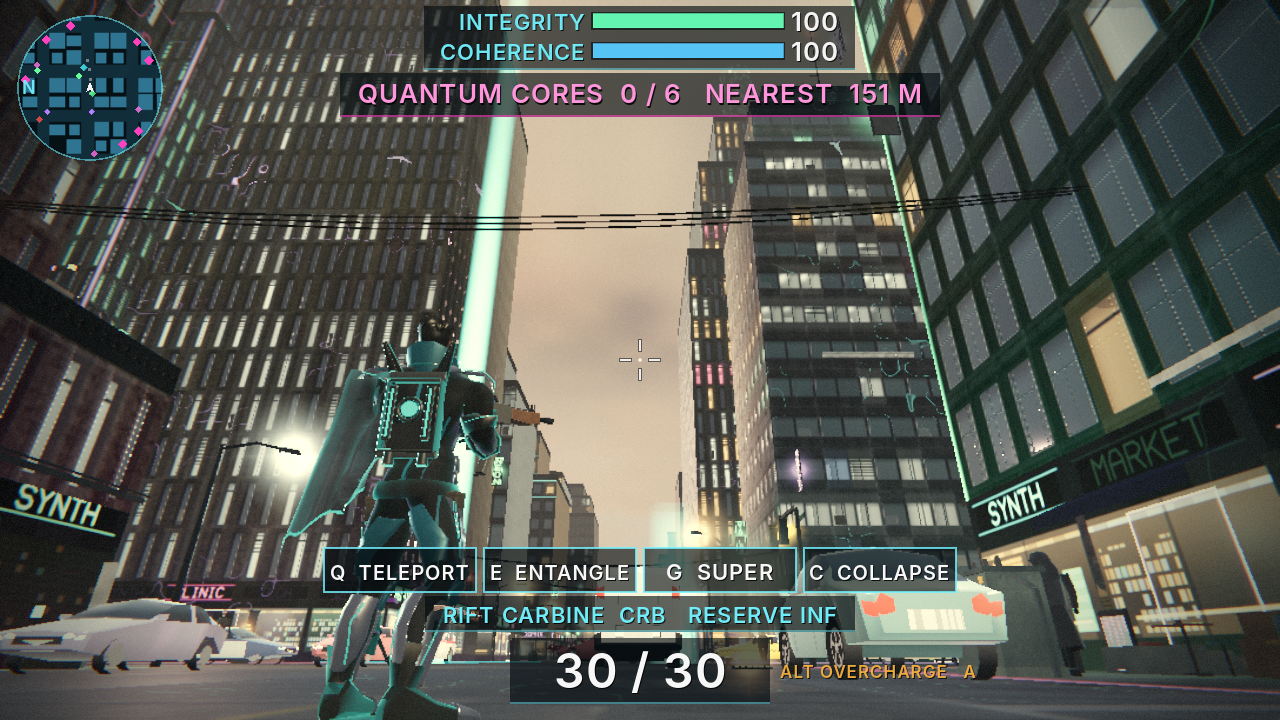 INTEGRITY 100
COHERENCE 100
QUANTUM CORES 0 / 6 NEAREST 151 M
N
MARKET
SYNTH
SYNTH
LINIC
Q TELEPORT
E ENTANGLE
G SUPER
C COLLAPSE
RIFT CARBINE CRB RESERVE INF
30 / 30
ALT OVERCHARGE A